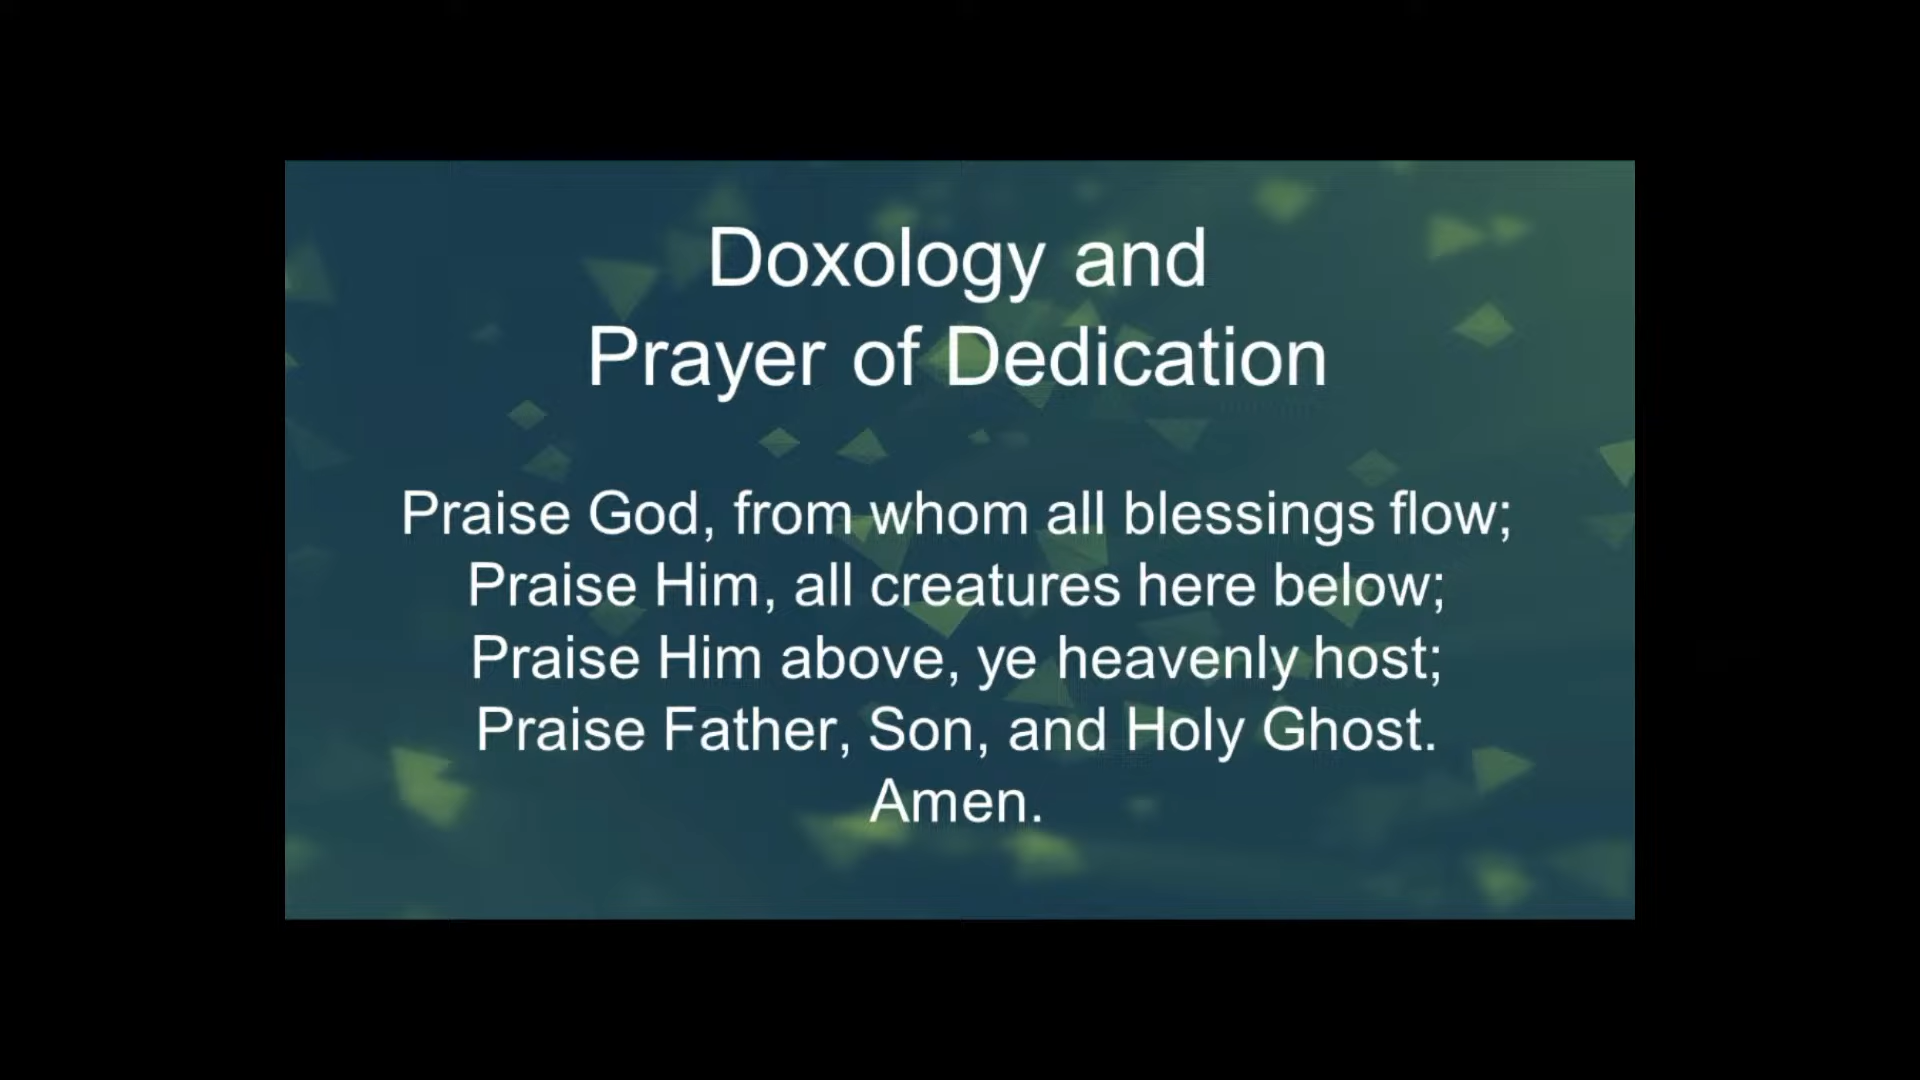 Doxology and
Prayer of Dedication
Praise God, from whom all blessings flow;
Praise Him, all creatures here below;
Praise Him above, ye heavenly host;
Praise Father, Son, and Holy Ghost.
Amen.